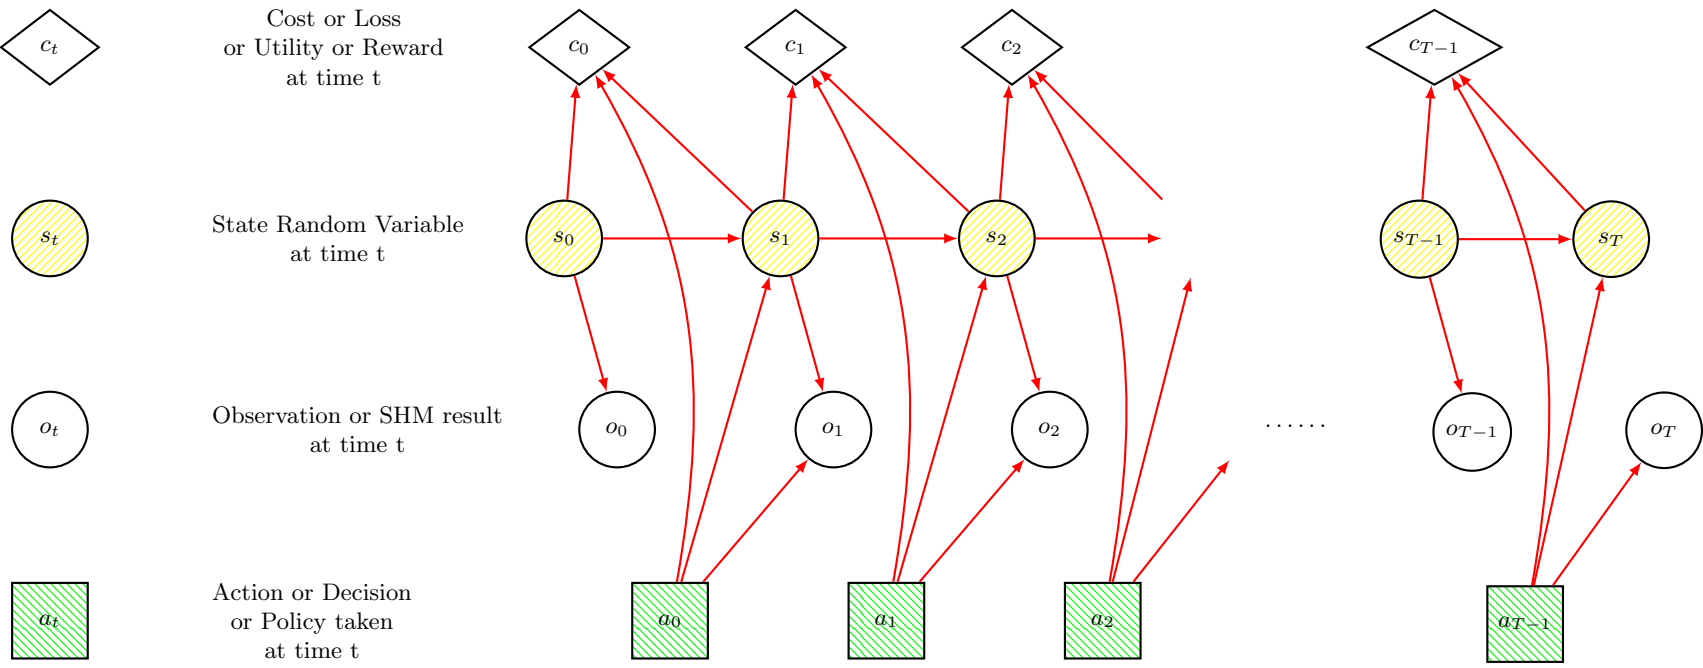 c_t
Cost or Loss
or Utility or Reward
at time t
c_0 c_1 c_2 c_{T-1}
s_t
State Random Variable
at time t
s_0 s_1 s_2 s_{T-1} s_T
o_t
Observation or SHM result
at time t
o_0 o_1 o_2 ...... o_{T-1} o_T
a_t
Action or Decision
or Policy taken
at time t
a_0 a_1 a_2 a_{T-1}